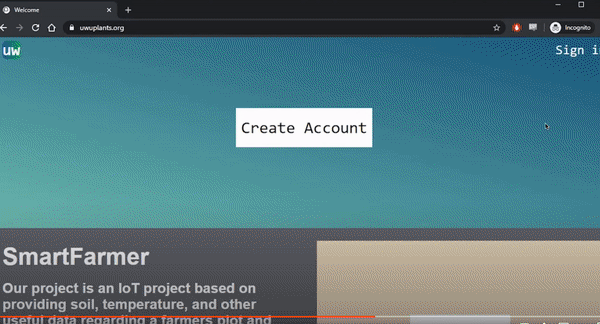 Welcome
uwuplants.org
Incognito
uw
Sign i
Create Account
SmartFarmer
Our project is an IoT project based on
providing soil, temperature, and other
useful data regarding a farmers plot and